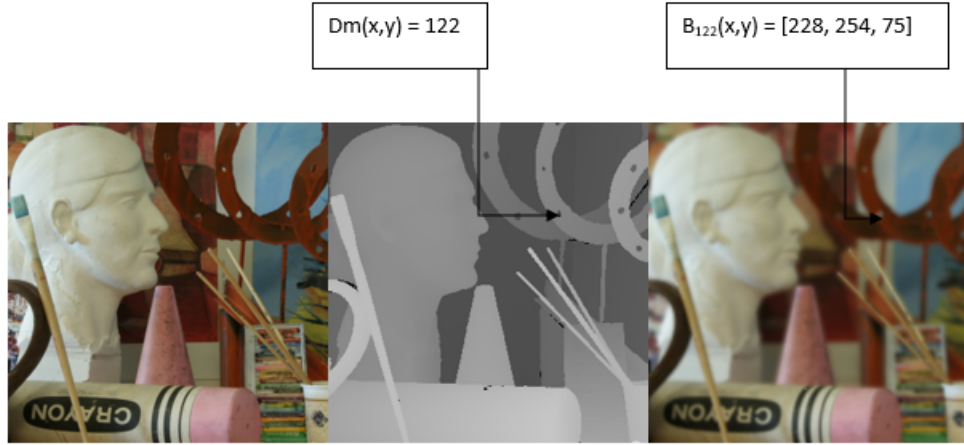 Dm(x,y) = 122
B₁₂₂(x,y) = [228, 254, 75]
CRAYON
CRAYON